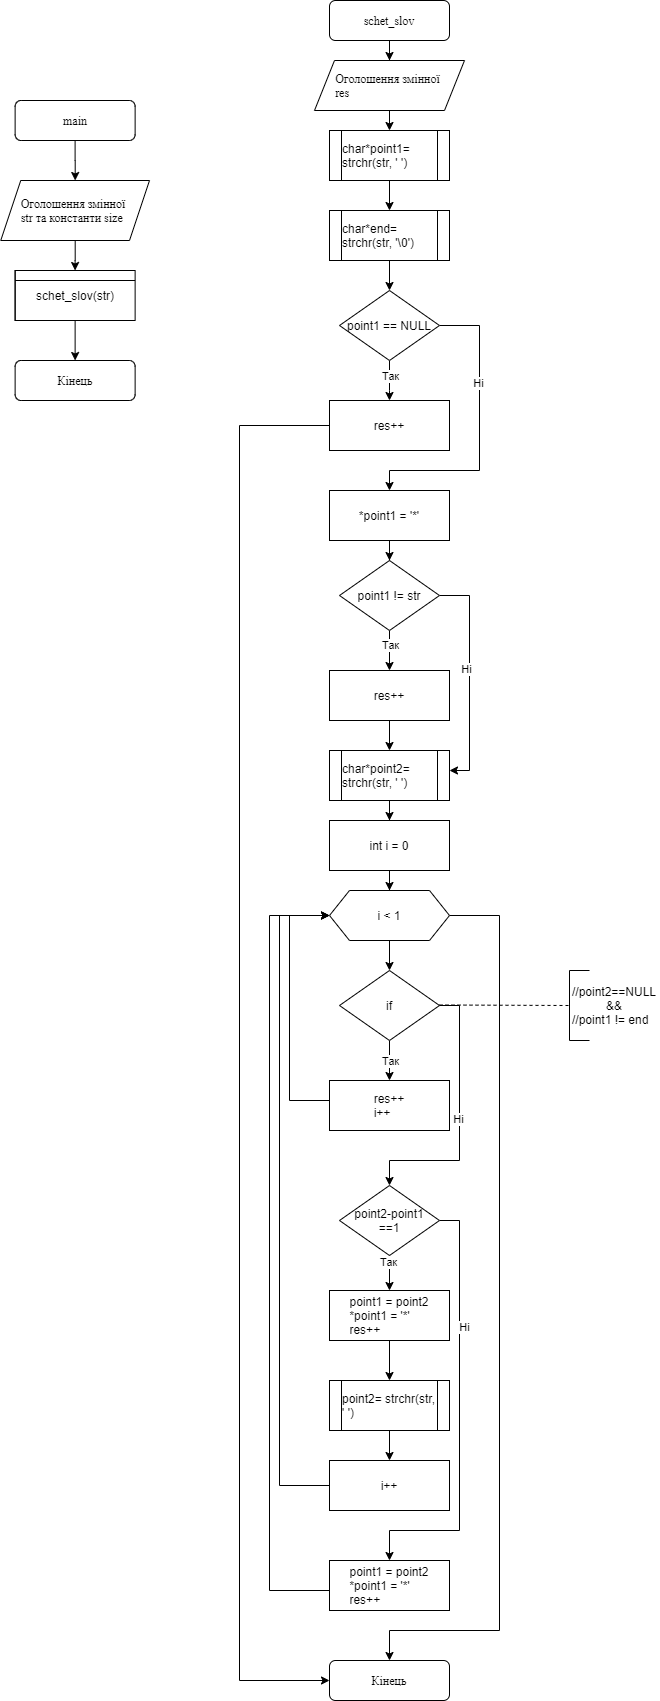 main
Оголошення змінної
str та константи size
schet_slov(str)
Кінець
schet_slov
Оголошення змінної
res
char*point1=
strchr(str, ' ')
char*end=
strchr(str, '\0')
point1 == NULL
Так
Ні
res++
*point1 = '*'
point1 != str
Так
Ні
res++
char*point2=
strchr(str, ' ')
int i = 0
i < 1
if
//point2==NULL
&&
//point1 != end
Так
res++
i++
Ні
point2-point1
==1
Так
point1 = point2
*point1 = '*'
res++
Ні
point2= strchr(str,
' ')
i++
point1 = point2
*point1 = '*'
res++
Кінець